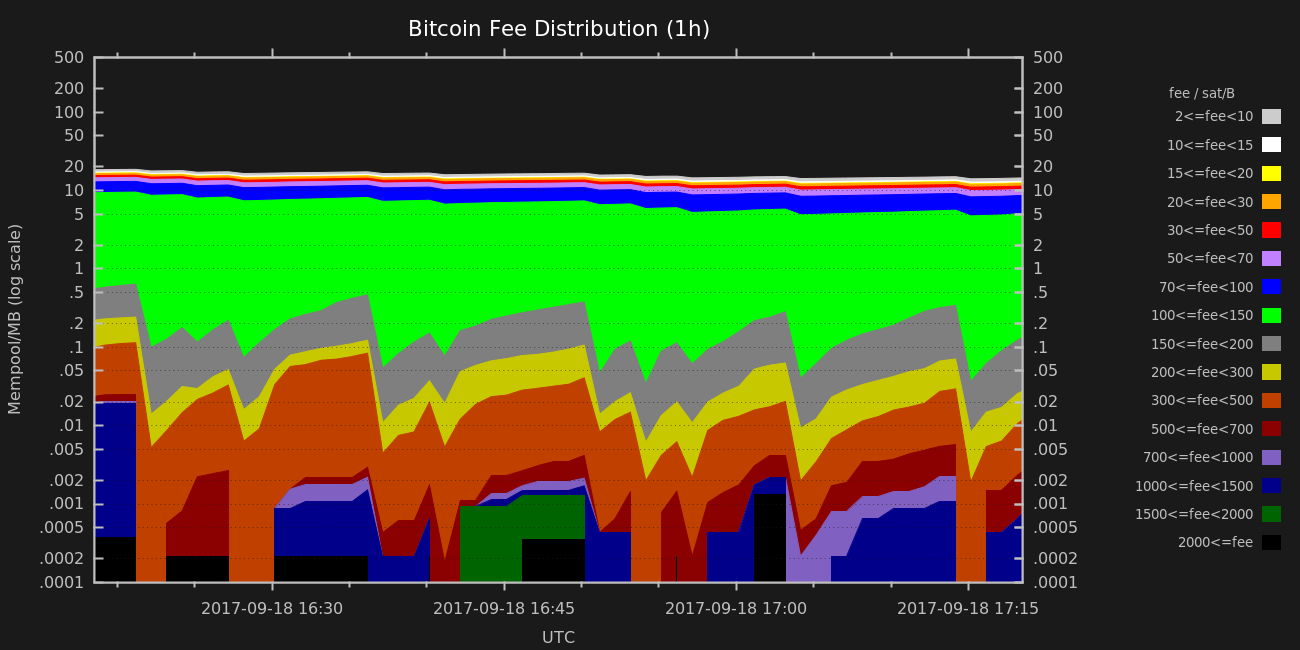 Bitcoin Fee Distribution (1h)
500
200
100
50
20
10
5
2
1
.5
.2
.1
.05
.02
.01
.005
.002
.001
.0005
.0002
.0001
Mempool/MB (log scale)
500
200
100
50
20
10
5
2
1
.5
.2
.1
.05
.02
.01
.005
.002
.001
.0005
.0002
.0001
2017-09-18 16:30 2017-09-18 16:45 2017-09-18 17:00 2017-09-18 17:15
UTC
fee / sat/B
2<=fee<10
10<=fee<15
15<=fee<20
20<=fee<30
30<=fee<50
50<=fee<70
70<=fee<100
100<=fee<150
150<=fee<200
200<=fee<300
300<=fee<500
500<=fee<700
700<=fee<1000
1000<=fee<1500
1500<=fee<2000
2000<=fee